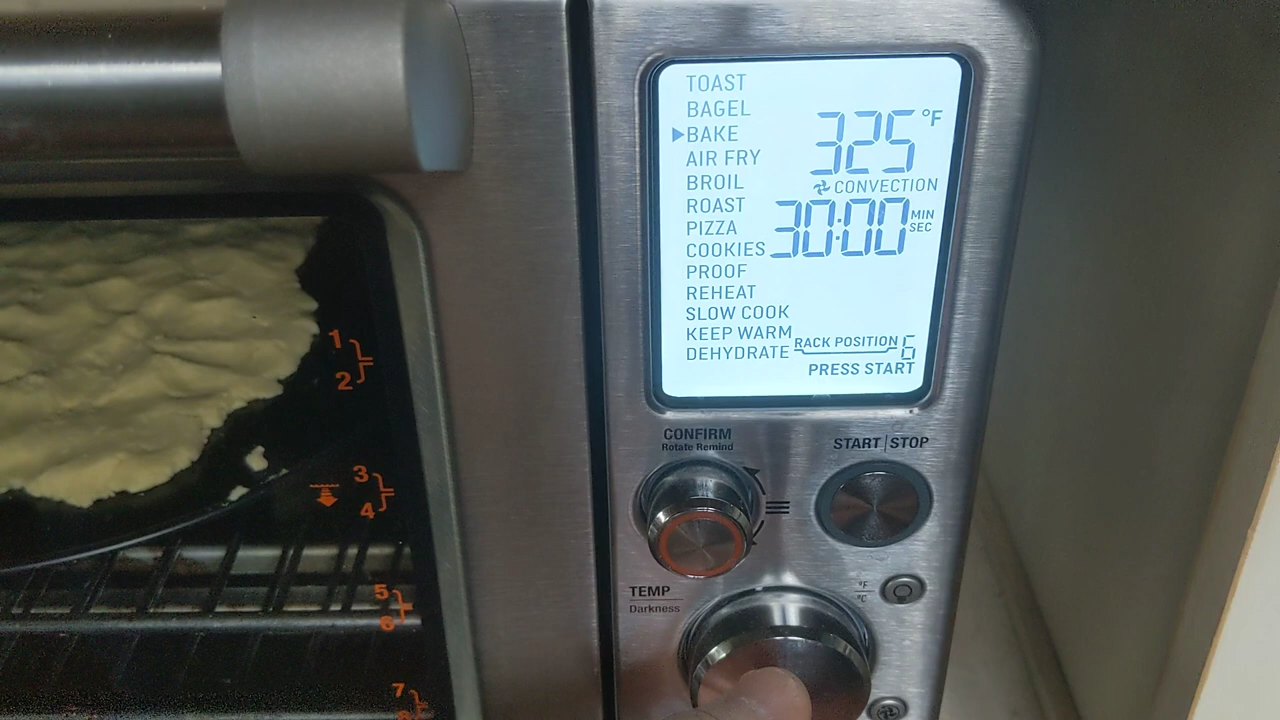 TOAST
BAGEL
BAKE
AIR FRY
BROIL
ROAST
PIZZA
COOKIES
PROOF
REHEAT
SLOW COOK
KEEP WARM
DEHYDRATE
325 °F
CONVECTION
30:00 MIN SEC
RACK POSITION 6
PRESS START
CONFIRM
Rotate Remind
START | STOP
TEMP
Darkness
°F
°C
1
2
3
4
5
6
7
8